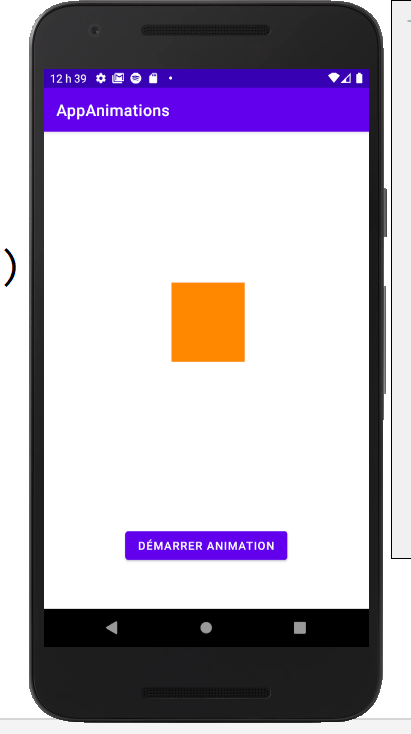 12 h 39
AppAnimations
)
DÉMARRER ANIMATION